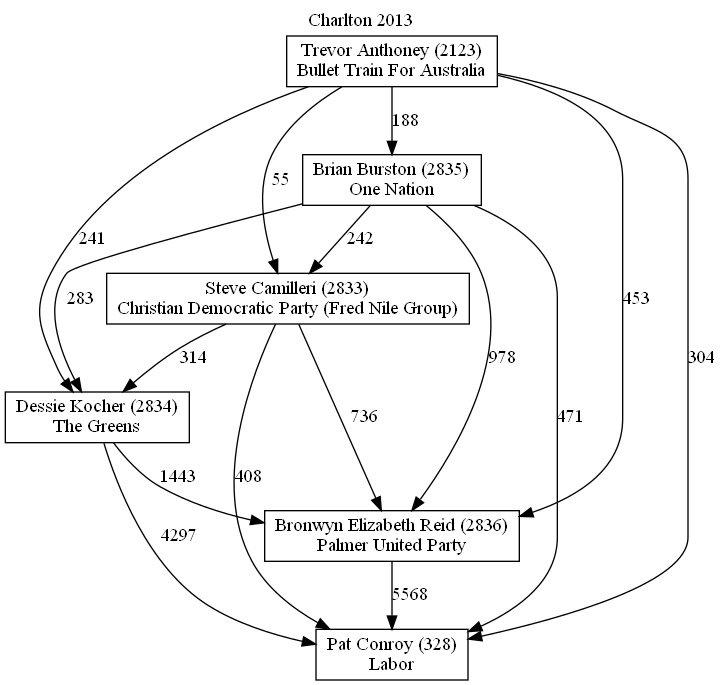 Charlton 2013
Trevor Anthoney (2123)
Bullet Train For Australia
188
Brian Burston (2835)
One Nation
55
241
242
283
453
304
Steve Camilleri (2833)
Christian Democratic Party (Fred Nile Group)
314
978
Dessie Kocher (2834)
The Greens
736
471
1443
408
4297
Bronwyn Elizabeth Reid (2836)
Palmer United Party
5568
Pat Conroy (328)
Labor